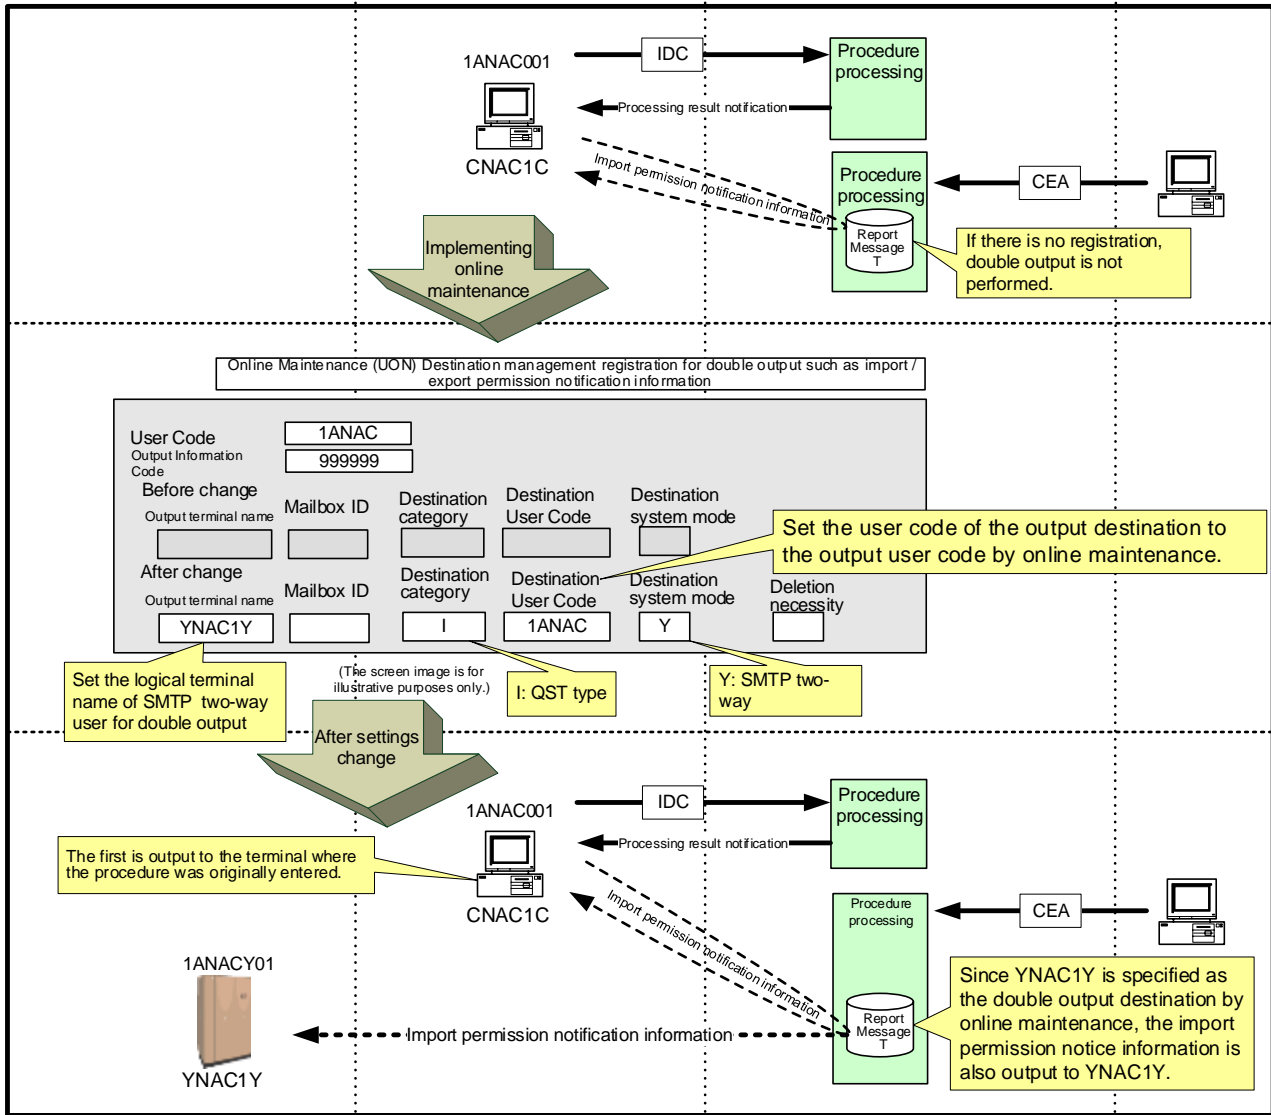 1ANAC001
IDC
Procedure
processing
Processing result notification
CNAC1C
Import permission notification information
Procedure
processing
CEA
Report
Message
T
If there is no registration,
double output is not
performed.
Implementing
online
maintenance
Online Maintenance (UON) Destination management registration for double output such as import /
export permission notification information
User Code
1ANAC
Output Information
Code
999999
Before change
Output terminal name
Mailbox ID
Destination
category
Destination
User Code
Destination
system mode
Set the user code of the output destination to
the output user code by online maintenance.
After change
Output terminal name
Mailbox ID
Destination
category
Destination
User Code
Destination
system mode
Deletion
necessity
YNAC1Y
I
1ANAC
Y
Set the logical terminal
name of SMTP two-way
user for double output
(The screen image is for
illustrative purposes only.)
I: QST type
Y: SMTP two-
way
After settings
change
1ANAC001
IDC
Procedure
processing
Processing result notification
The first is output to the terminal where
the procedure was originally entered.
CNAC1C
Import permission notification information
Procedure
processing
CEA
1ANACY01
YNAC1Y
Import permission notification information
Report
Message
T
Since YNAC1Y is specified as
the double output destination by
online maintenance, the import
permission notice information is
also output to YNAC1Y.